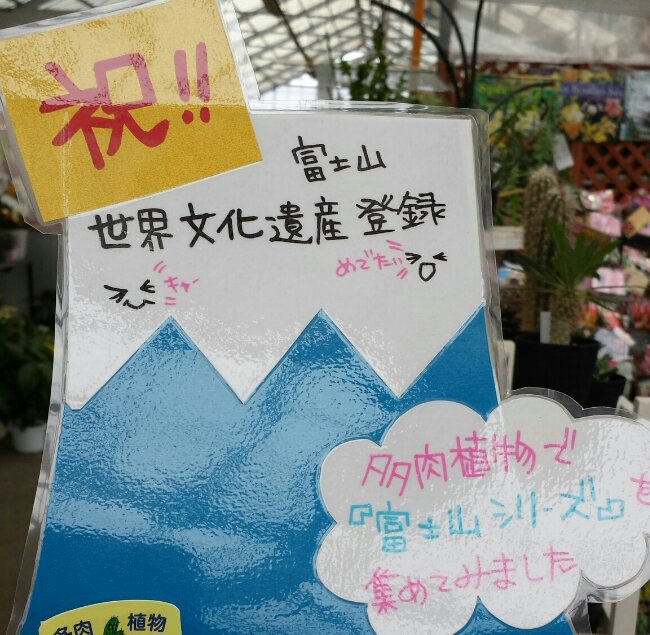 祝!!
富士山
世界文化遺産登録
キャー
めでたい
多肉植物で
『富士山シリーズ』を
集めてみました
多肉 植物